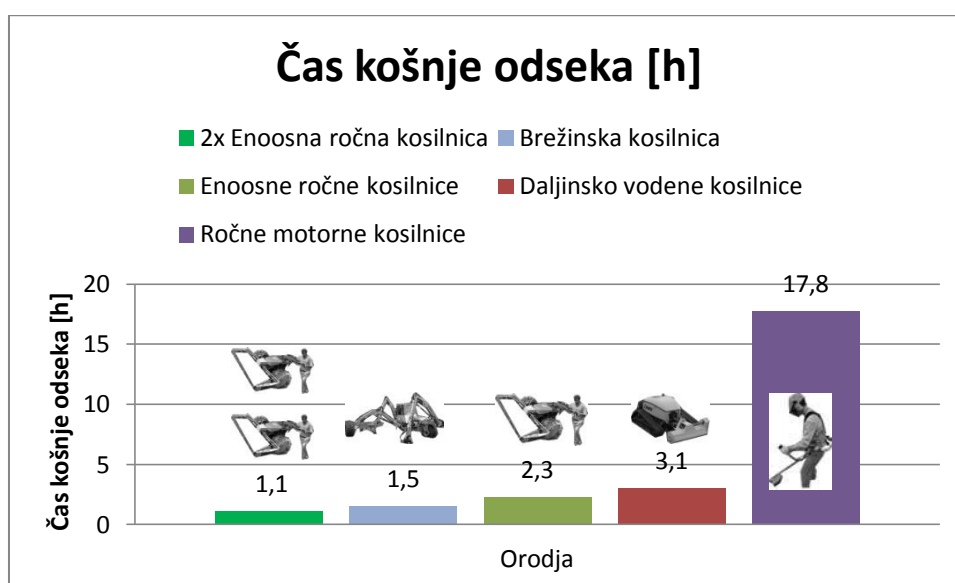 Čas košnje odseka [h]
2x Enoosna ročna kosilnica
Brežinska kosilnica
Enoosne ročne kosilnice
Daljinsko vodene kosilnice
Ročne motorne kosilnice
Čas košnje odseka [h]
20
15
10
5
0
1,1
1,5
2,3
3,1
17,8
Orodja